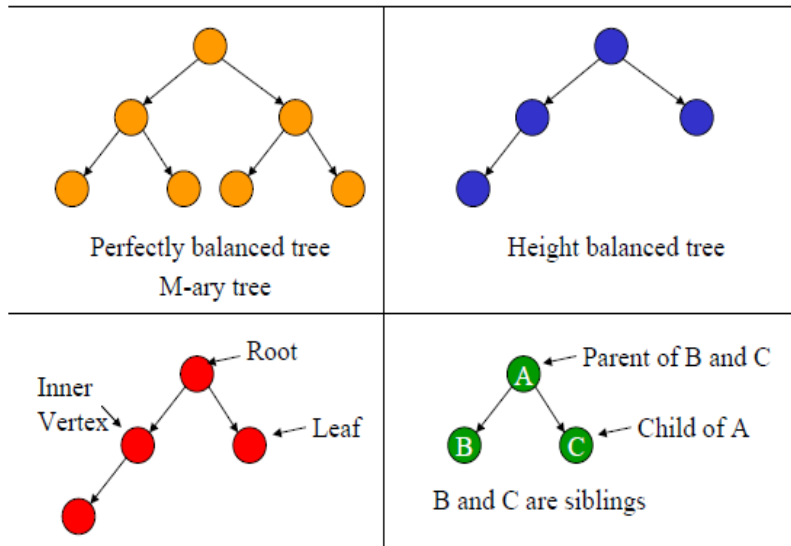 Perfectly balanced tree
M-ary tree
Height balanced tree
Root
Inner
Vertex
Leaf
A
Parent of B and C
B
C
Child of A
B and C are siblings